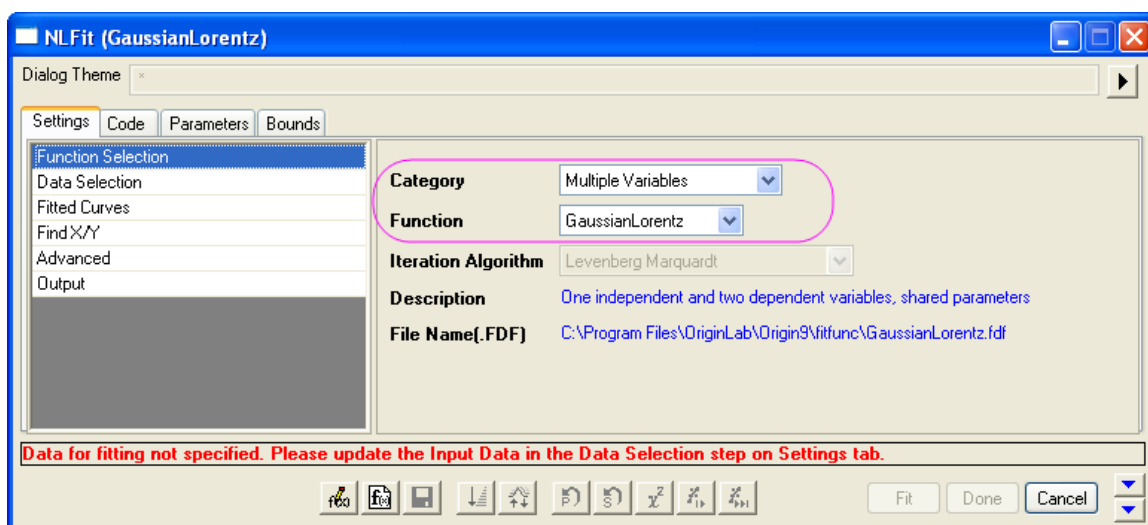 NLFit (GaussianLorentz)
Dialog Theme *
Settings Code Parameters Bounds
Function Selection
Data Selection
Fitted Curves
Find X/Y
Advanced
Output
Category Multiple Variables
Function GaussianLorentz
Iteration Algorithm Levenberg Marquardt
Description One independent and two dependent variables, shared parameters
File Name(.FDF) C:\Program Files\OriginLab\Origin9\fitfunc\GaussianLorentz.fdf
Data for fitting not specified. Please update the Input Data in the Data Selection step on Settings tab.
Fit Done Cancel